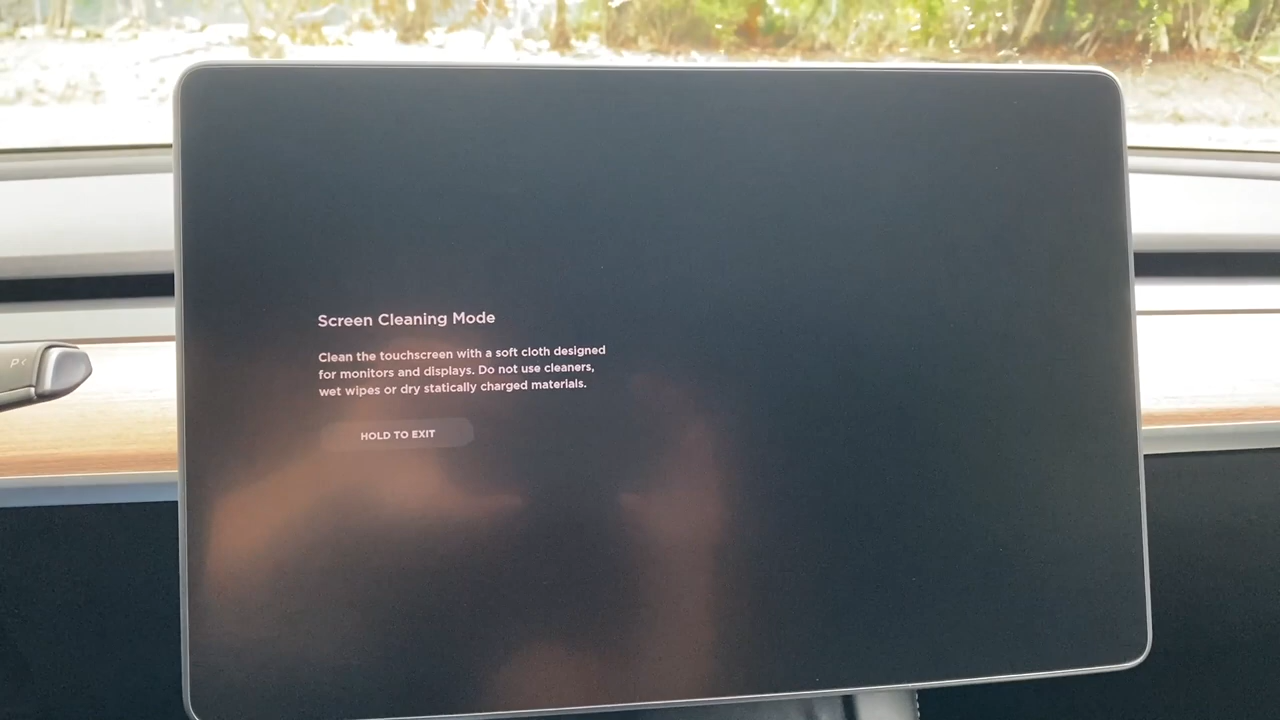 Screen Cleaning Mode
Clean the touchscreen with a soft cloth designed
for monitors and displays. Do not use cleaners,
wet wipes or dry statically charged materials.
HOLD TO EXIT
P<